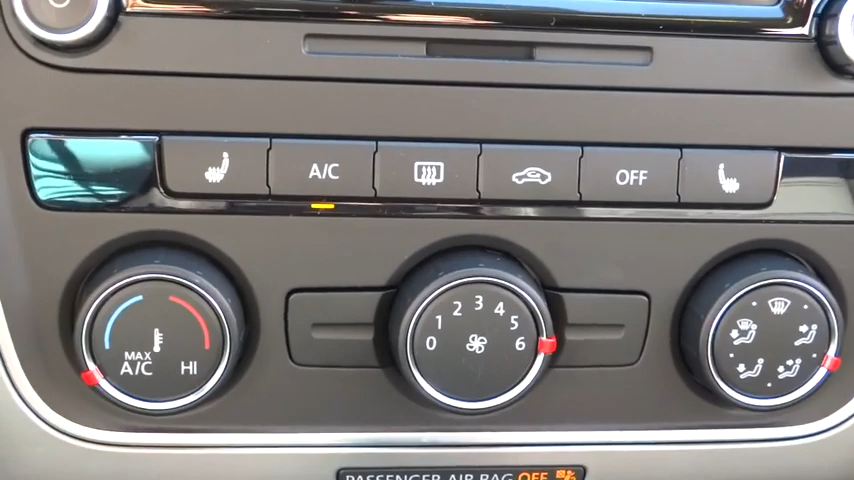 A/C
OFF
MAX
A/C HI
0 1 2 3 4 5 6
PASSENGER AIR BAG OFF